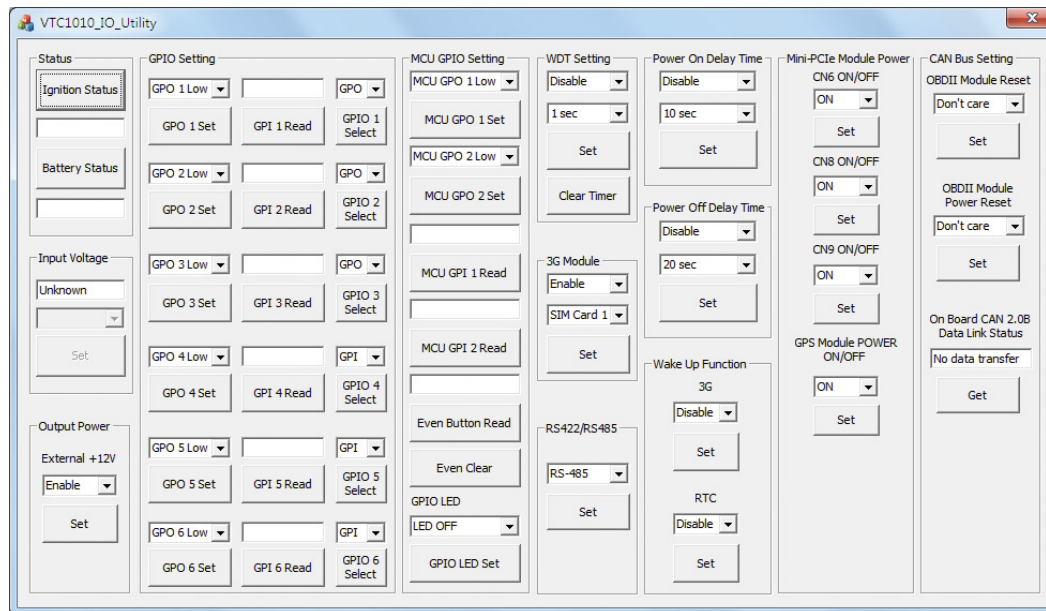 VTC1010_IO_Utility
Status
Ignition Status
Battery Status
Input Voltage
Unknown
Set
Output Power
External +12V
Enable
Set
GPIO Setting
GPO 1 Low
GPO
GPO 1 Set
GPI 1 Read
GPIO 1
Select
GPO 2 Low
GPO
GPO 2 Set
GPI 2 Read
GPIO 2
Select
GPO 3 Low
GPO
GPO 3 Set
GPI 3 Read
GPIO 3
Select
GPO 4 Low
GPI
GPO 4 Set
GPI 4 Read
GPIO 4
Select
GPO 5 Low
GPI
GPO 5 Set
GPI 5 Read
GPIO 5
Select
GPO 6 Low
GPI
GPO 6 Set
GPI 6 Read
GPIO 6
Select
MCU GPIO Setting
MCU GPO 1 Low
MCU GPO 1 Set
MCU GPO 2 Low
MCU GPO 2 Set
MCU GPI 1 Read
MCU GPI 2 Read
Even Button Read
Even Clear
GPIO LED
LED OFF
GPIO LED Set
WDT Setting
Disable
1 sec
Set
Clear Timer
3G Module
Enable
SIM Card 1
Set
RS422/RS485
RS-485
Set
Power On Delay Time
Disable
10 sec
Set
Power Off Delay Time
Disable
20 sec
Set
Wake Up Function
3G
Disable
Set
RTC
Disable
Set
Mini-PCIe Module Power
CN6 ON/OFF
ON
Set
CN8 ON/OFF
ON
Set
CN9 ON/OFF
ON
Set
GPS Module POWER
ON/OFF
ON
Set
CAN Bus Setting
OBDII Module Reset
Don't care
Set
OBDII Module
Power Reset
Don't care
Set
On Board CAN 2.0B
Data Link Status
No data transfer
Get